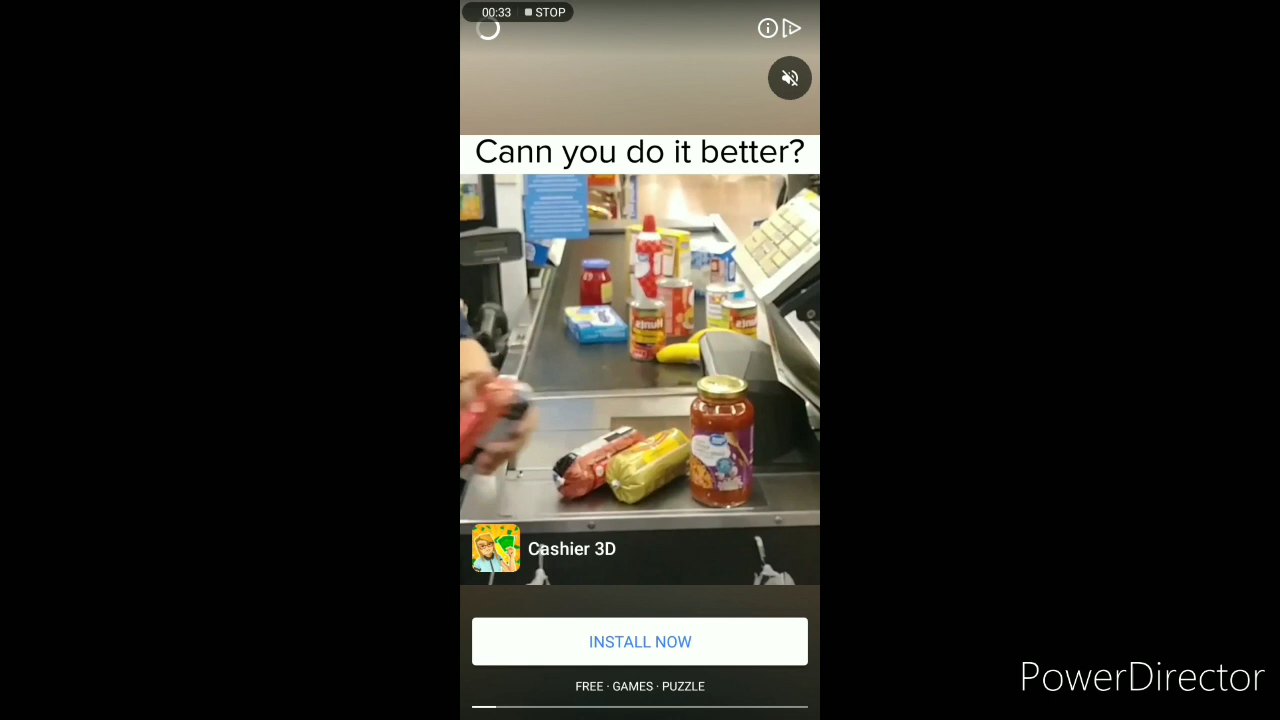 00:33 STOP
Cann you do it better?
Cashier 3D
INSTALL NOW
FREE · GAMES · PUZZLE
PowerDirector